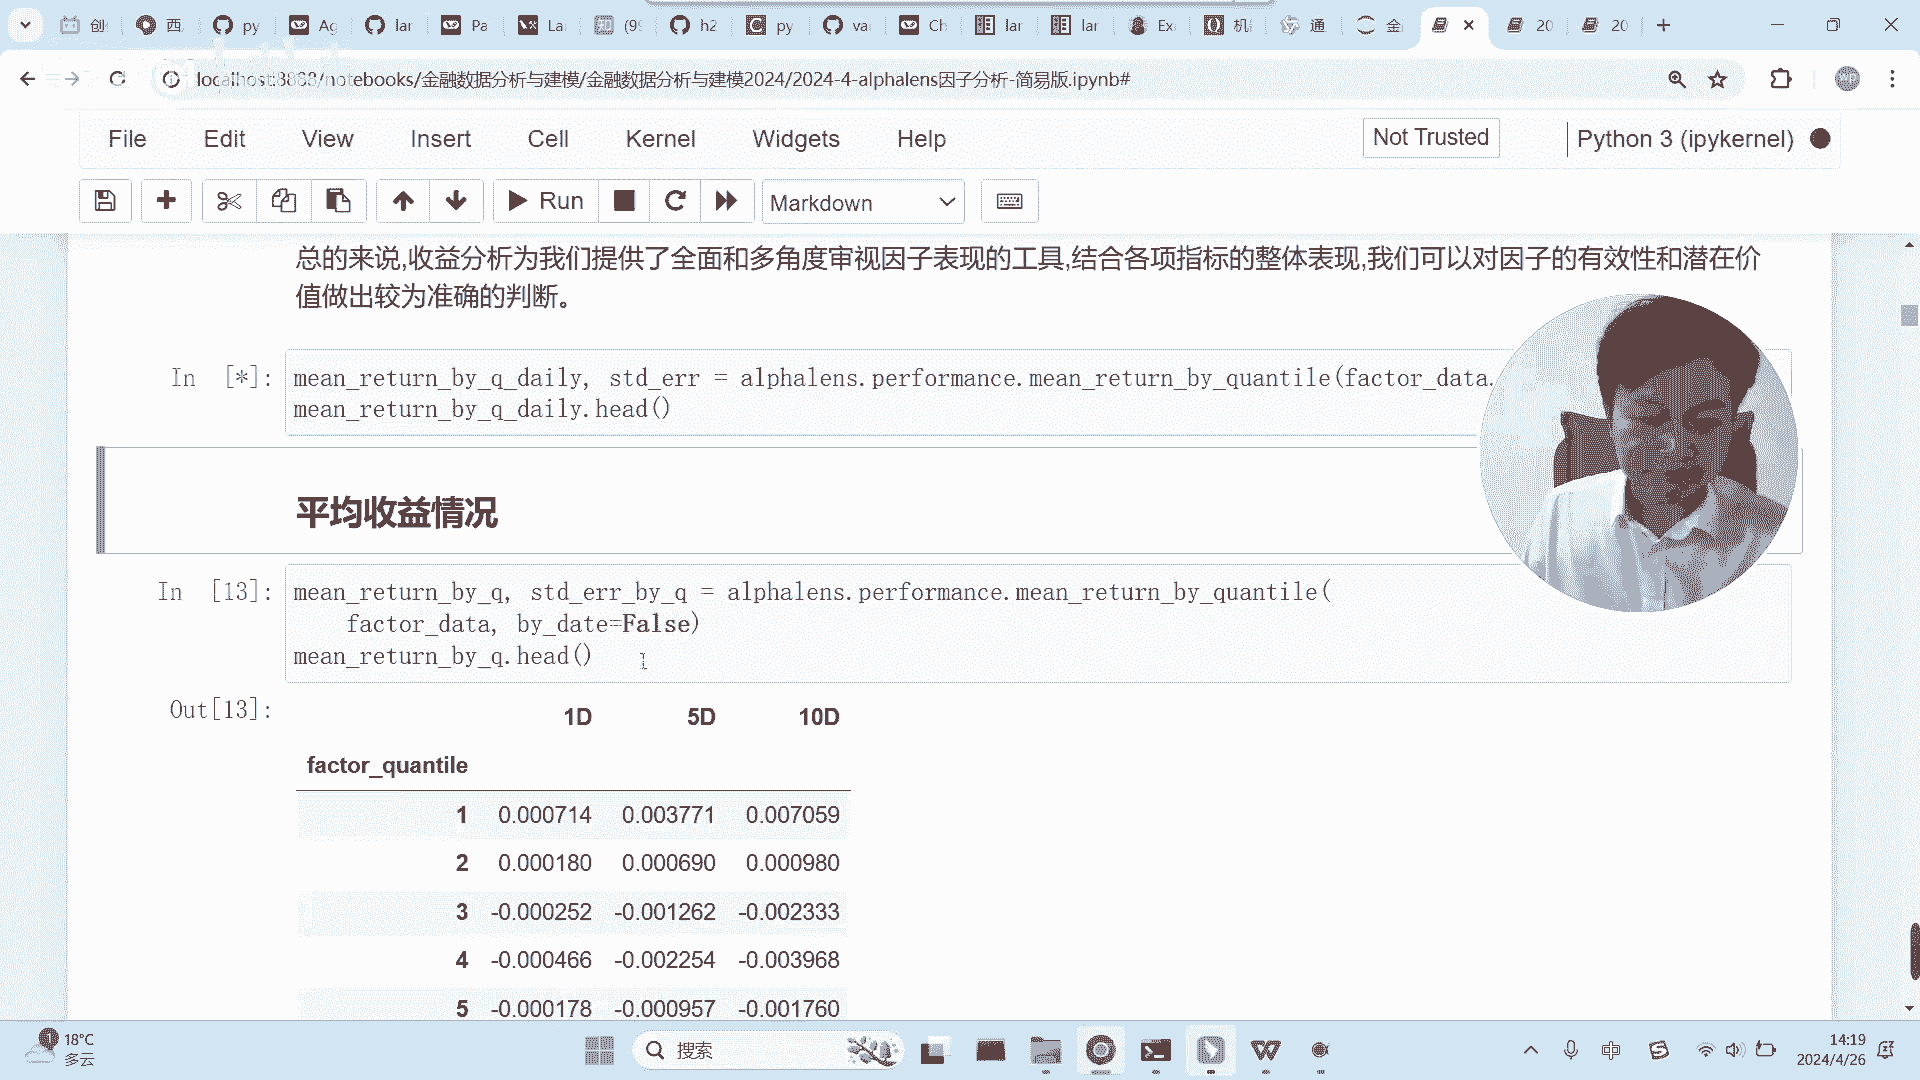 创
西
py
Ag
lar
Pa
La
(9
h2
py
va
Ch
lar
lar
Ex
机
通
金
20
20
localhost:8888/notebooks/金融数据分析与建模/金融数据分析与建模2024/2024-4-alphalens因子分析-简易版.ipynb#
File Edit View Insert Cell Kernel Widgets Help
Not Trusted
Python 3 (ipykernel)
Run
Markdown
总的来说,收益分析为我们提供了全面和多角度审视因子表现的工具,结合各项指标的整体表现,我们可以对因子的有效性和潜在价
值做出较为准确的判断。
In [*]:
mean_return_by_q_daily, std_err = alphalens.performance.mean_return_by_quantile(factor_data.
mean_return_by_q_daily.head()
平均收益情况
In [13]:
mean_return_by_q, std_err_by_q = alphalens.performance.mean_return_by_quantile(
factor_data, by_date=False)
mean_return_by_q.head()
Out[13]:
1D 5D 10D
factor_quantile
1 0.000714 0.003771 0.007059
2 0.000180 0.000690 0.000980
3 -0.000252 -0.001262 -0.002333
4 -0.000466 -0.002254 -0.003968
5 -0.000178 -0.000957 -0.001760
18°C
多云
搜索
中
14:19
2024/4/26